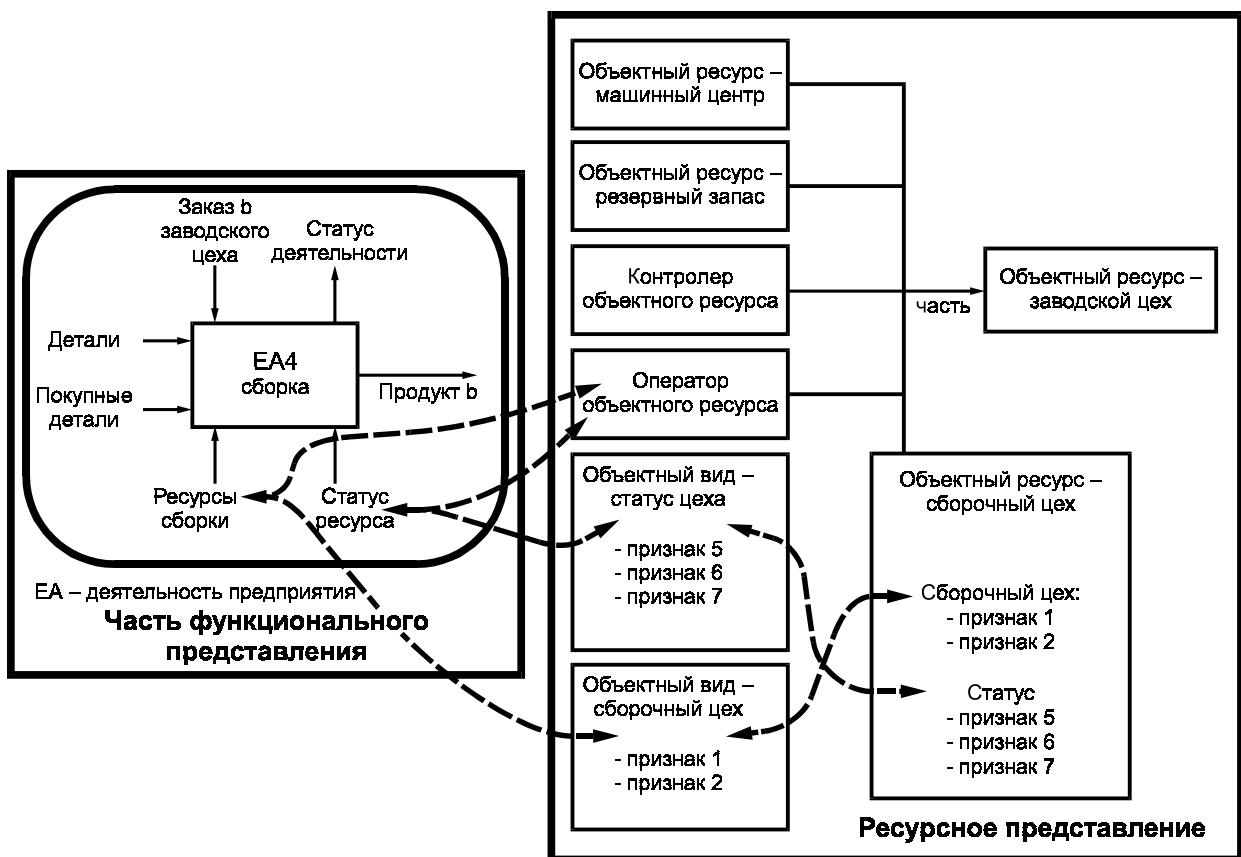 Заказ b
заводского
цеха
Статус
деятельности
Детали
Покупные
детали
EA4
сборка
Продукт b
Ресурсы
сборки
Статус
ресурса
EA – деятельность предприятия
Часть функционального
представления
Объектный ресурс –
машинный центр
Объектный ресурс –
резервный запас
Контролер
объектного ресурса
Оператор
объектного ресурса
часть
Объектный ресурс –
заводской цех
Объектный вид –
статус цеха
- признак 5
- признак 6
- признак 7
Объектный вид –
сборочный цех
- признак 1
- признак 2
Объектный ресурс –
сборочный цех
Сборочный цех:
- признак 1
- признак 2
Статус
- признак 5
- признак 6
- признак 7
Ресурсное представление